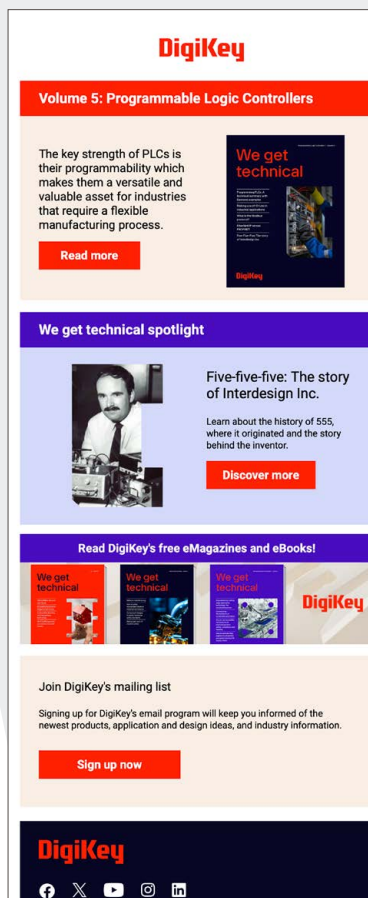 DigiKey
Volume 5: Programmable Logic Controllers
The key strength of PLCs is
their programmability which
makes them a versatile and
valuable asset for industries
that require a flexible
manufacturing process.
Read more
We get
technical
DigiKey
We get technical spotlight
Five-five-five: The story
of Interdesign Inc.
Learn about the history of 555,
where it originated and the story
behind the inventor.
Discover more
Read DigiKey's free eMagazines and eBooks!
We get
technical
We get
technical
We get
technical
DigiKey
Join DigiKey's mailing list
Signing up for DigiKey's email program will keep you informed of the
newest products, application and design ideas, and industry information.
Sign up now
DigiKey